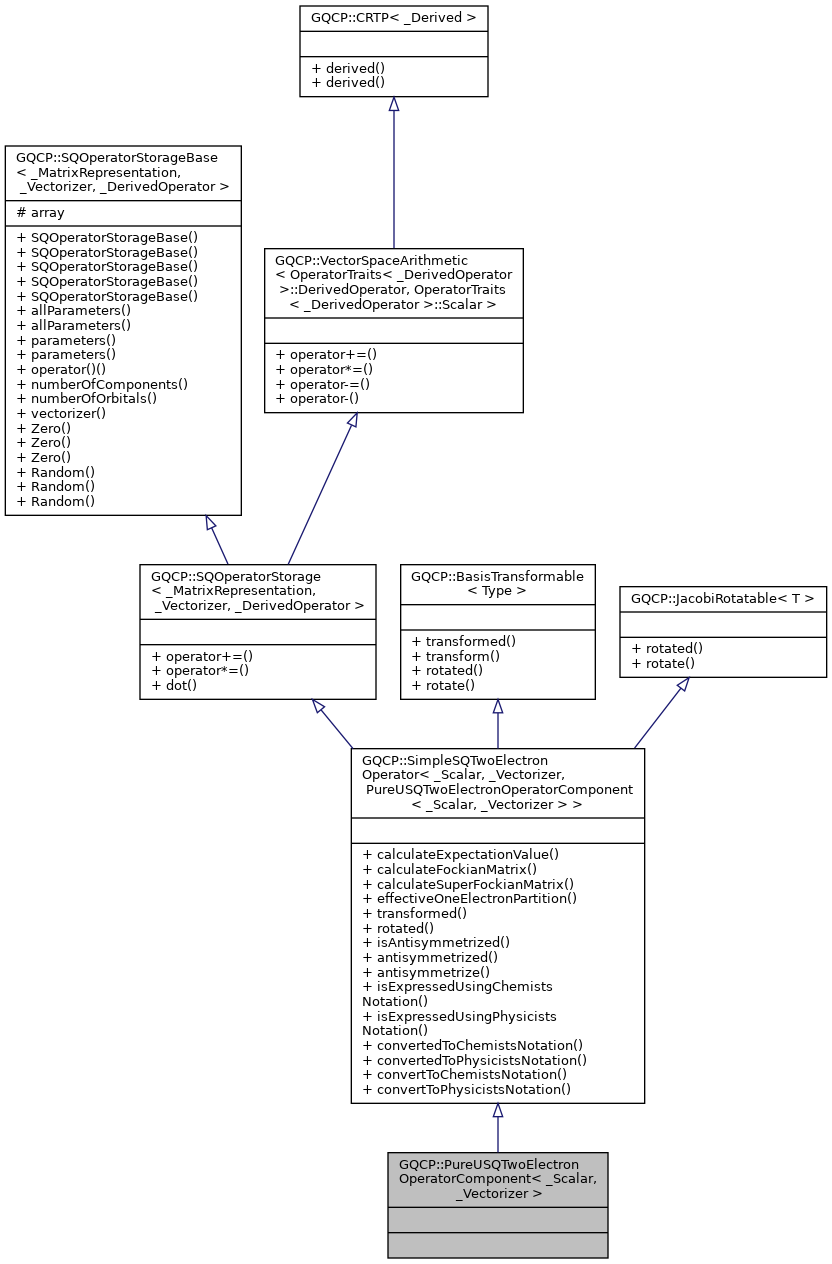 GQCP::CRTP< _Derived >
+ derived()
+ derived()
GQCP::SQOperatorStorageBase
< _MatrixRepresentation,
_Vectorizer, _DerivedOperator >
# array
+ SQOperatorStorageBase()
+ SQOperatorStorageBase()
+ SQOperatorStorageBase()
+ SQOperatorStorageBase()
+ SQOperatorStorageBase()
+ allParameters()
+ allParameters()
+ parameters()
+ parameters()
+ operator()()
+ numberOfComponents()
+ numberOfOrbitals()
+ vectorizer()
+ Zero()
+ Zero()
+ Zero()
+ Random()
+ Random()
+ Random()
GQCP::VectorSpaceArithmetic
< OperatorTraits< _DerivedOperator
>::DerivedOperator, OperatorTraits
< _DerivedOperator >::Scalar >
+ operator+=()
+ operator*=()
+ operator-=()
+ operator-()
GQCP::SQOperatorStorage
< _MatrixRepresentation,
_Vectorizer, _DerivedOperator >
+ operator+=()
+ operator*=()
+ dot()
GQCP::BasisTransformable
< Type >
+ transformed()
+ transform()
+ rotated()
+ rotate()
GQCP::JacobiRotatable< T >
+ rotated()
+ rotate()
GQCP::SimpleSQTwoElectron
Operator< _Scalar, _Vectorizer,
PureUSQTwoElectronOperatorComponent
< _Scalar, _Vectorizer > >
+ calculateExpectationValue()
+ calculateFockianMatrix()
+ calculateSuperFockianMatrix()
+ effectiveOneElectronPartition()
+ transformed()
+ rotated()
+ isAntisymmetrized()
+ antisymmetrized()
+ antisymmetrize()
+ isExpressedUsingChemists
Notation()
+ isExpressedUsingPhysicists
Notation()
+ convertedToChemistsNotation()
+ convertedToPhysicistsNotation()
+ convertToChemistsNotation()
+ convertToPhysicistsNotation()
GQCP::PureUSQTwoElectron
OperatorComponent< _Scalar,
_Vectorizer >